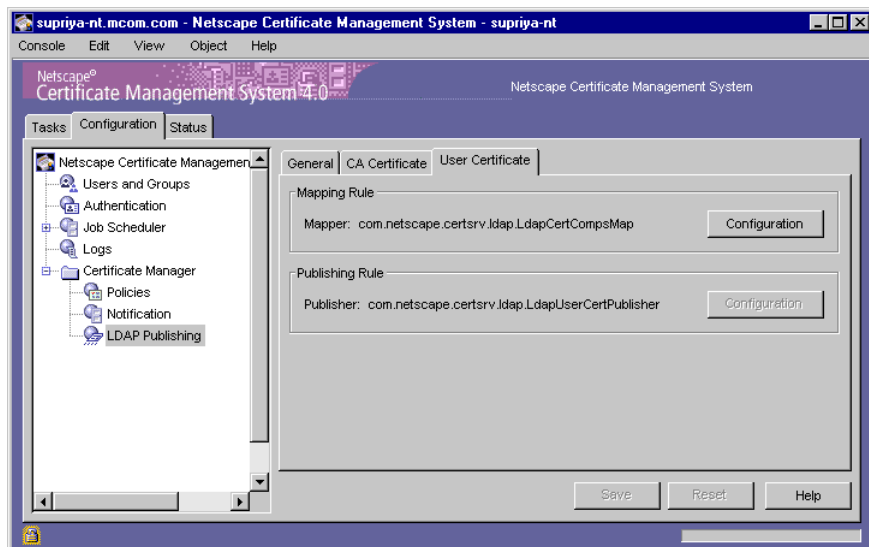 supriya-nt.mcom.com - Netscape Certificate Management System - supriya-nt
Console Edit View Object Help
Netscape®
Certificate Management System 4.0
Netscape Certificate Management System
Tasks Configuration Status
Netscape Certificate Managemen
Users and Groups
Authentication
Job Scheduler
Logs
Certificate Manager
Policies
Notification
LDAP Publishing
General CA Certificate User Certificate
Mapping Rule
Mapper: com.netscape.certsrv.ldap.LdapCertCompsMap Configuration
Publishing Rule
Publisher: com.netscape.certsrv.ldap.LdapUserCertPublisher Configuration
Save Reset Help